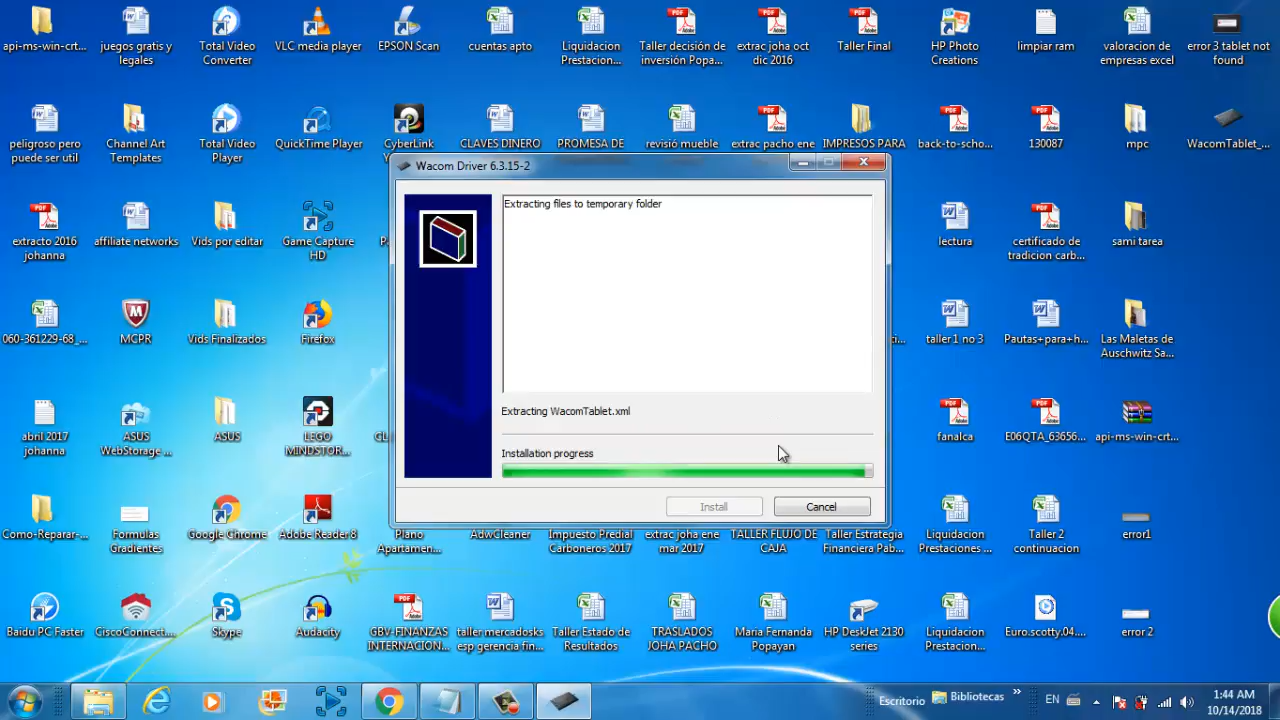 api-ms-win-crt...
juegos gratis y
legales
Total Video
Converter
VLC media player
EPSON Scan
cuentas apto
Liquidacion
Prestacion...
Taller decisión de
inversión Popa...
extrac joha oct
dic 2016
Taller Final
HP Photo
Creations
limpiar ram
valoracion de
empresas excel
error 3 tablet not
found
peligroso pero
puede ser util
Channel Art
Templates
Total Video
Player
QuickTime Player
CyberLink
CLAVES DINERO
PROMESA DE
revisió mueble
extrac pacho ene
IMPRESOS PARA
back-to-scho...
130087
mpc
WacomTablet_...
Wacom Driver 6.3.15-2
Extracting files to temporary folder
Extracting WacomTablet.xml
Installation progress
Install
Cancel
extracto 2016
johanna
affiliate networks
Vids por editar
Game Capture
HD
lectura
certificado de
tradicion carb...
sami tarea
060-361229-68_...
MCPR
Vids Finalizados
Firefox
taller 1 no 3
Pautas+para+h...
Las Maletas de
Auschwitz Sa...
abril 2017
johanna
ASUS
WebStorage ...
ASUS
LEGO
MINDSTOR...
fanalca
E06QTA_63656...
api-ms-win-crt...
Como-Reparar-...
Formulas
Gradientes
Google Chrome
Adobe Reader 8
Plano
Apartamen...
AdwCleaner
Impuesto Predial
Carboneros 2017
extrac joha ene
mar 2017
TALLER FLUJO DE
CAJA
Taller Estrategia
Financiera Pab...
Liquidacion
Prestaciones ...
Taller 2
continuacion
error1
Baidu PC Faster
CiscoConnect....
Skype
Audacity
GBV-FINANZAS
INTERNACION...
taller mercadosks
esp gerencia fin...
Taller Estado de
Resultados
TRASLADOS
JOHA PACHO
Maria Fernanda
Popayan
HP DeskJet 2130
series
Liquidacion
Prestacion...
Euro.scotty.04....
error 2
Escritorio
Bibliotecas
EN
1:44 AM
10/14/2018